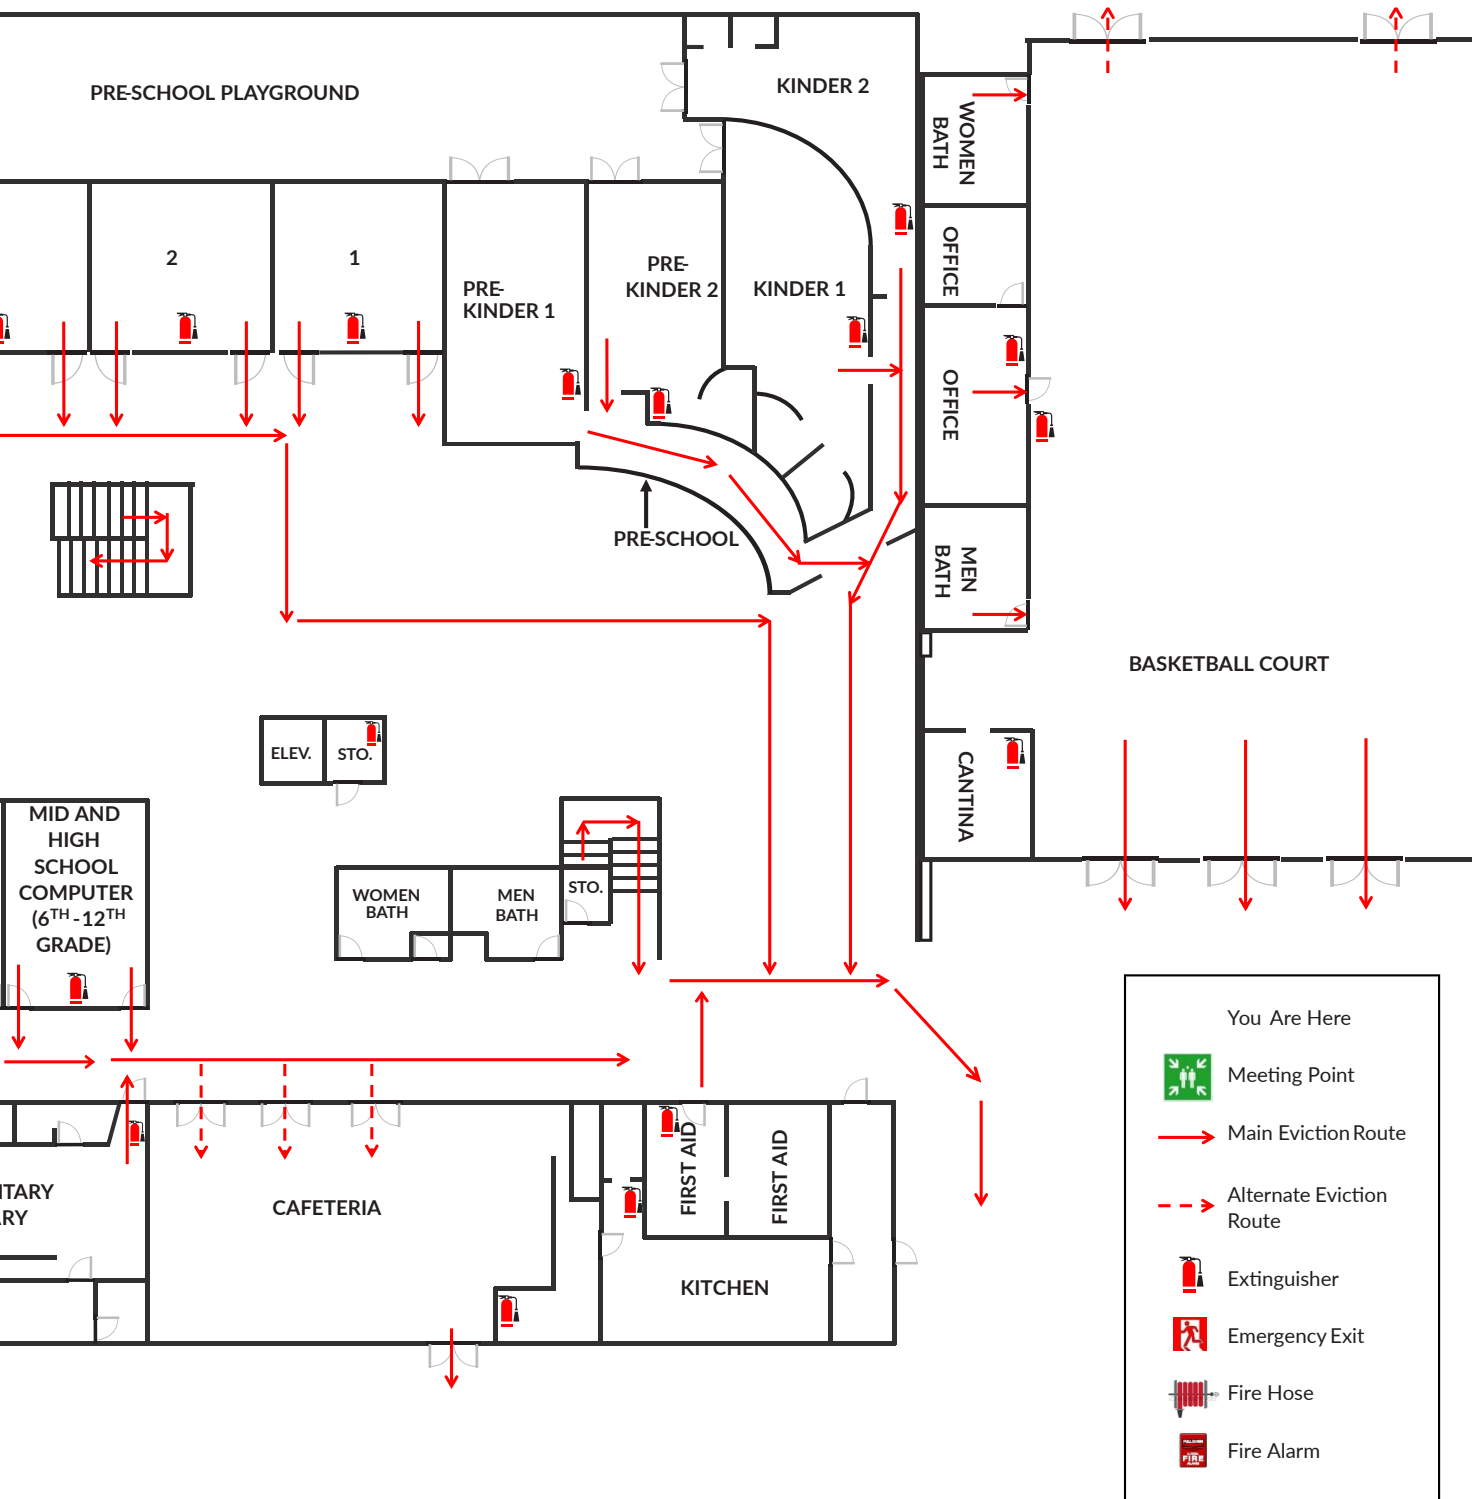 PRE-SCHOOL PLAYGROUND
KINDER 2
WOMEN
BATH
2
1
PRE-
KINDER 1
PRE-
KINDER 2
KINDER 1
OFFICE
OFFICE
PRE-SCHOOL
MEN
BATH
BASKETBALL COURT
ELEV.
STO.
CANTINA
MID AND
HIGH
SCHOOL
COMPUTER
(6TH -12TH
GRADE)
WOMEN
BATH
MEN
BATH
STO.
FIRST AID
FIRST AID
TARY
ARY
CAFETERIA
KITCHEN
You Are Here
Meeting Point
Main Eviction Route
Alternate Eviction
Route
Extinguisher
Emergency Exit
Fire Hose
FIRE
Fire Alarm